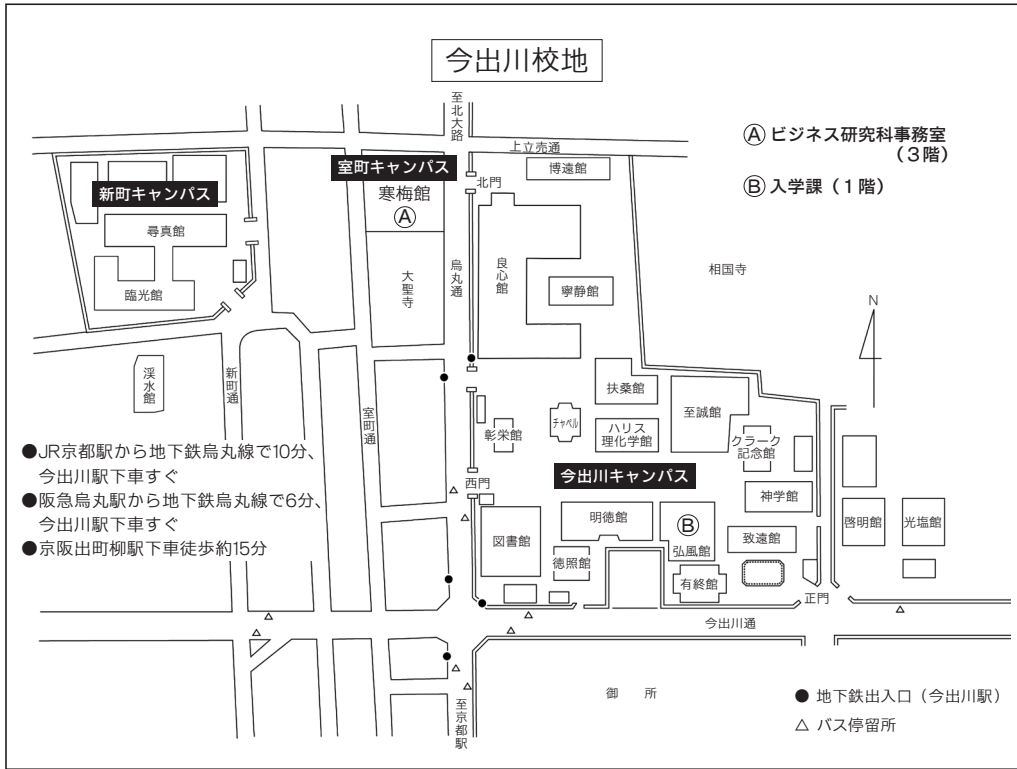 今出川校地
至北大路
上立売通
Ⓐ ビジネス研究科事務室
（３階）
Ⓑ 入学課（１階）
室町キャンパス
寒梅館
Ⓐ
北門
博遠館
新町キャンパス
尋真館
臨光館
大聖寺
烏丸通
良心館
寧静館
相国寺
N
渓水館
新町通
室町通
扶桑館
至誠館
彰栄館
チャペル
ハリス
理化学館
クラーク
記念館
●JR京都駅から地下鉄烏丸線で10分、
今出川駅下車すぐ
●阪急烏丸駅から地下鉄烏丸線で6分、
今出川駅下車すぐ
●京阪出町柳駅下車徒歩約15分
今出川キャンパス
西門
神学館
図書館
明徳館
Ⓑ
弘風館
致遠館
啓明館
光塩館
徳照館
有終館
正門
今出川通
御所
至京都駅
● 地下鉄出入口（今出川駅）
△ バス停留所